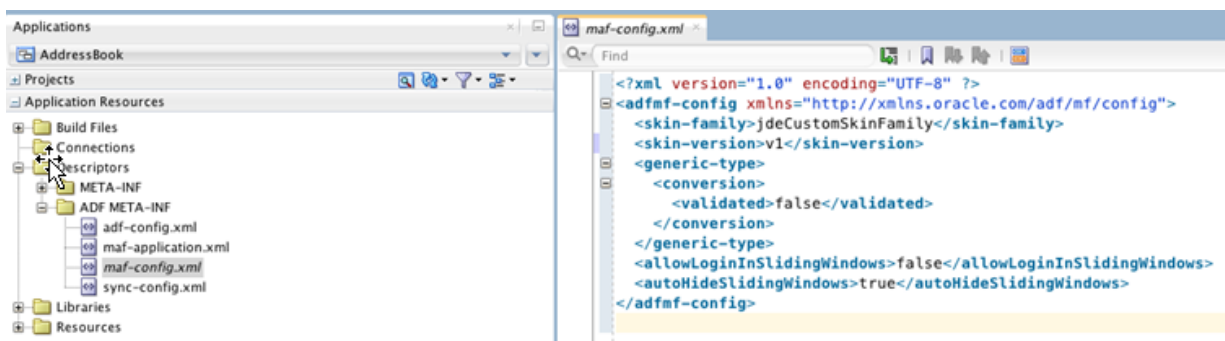 Applications
AddressBook
Projects
Application Resources
Build Files
Connections
Descriptors
META-INF
ADF META-INF
adf-config.xml
maf-application.xml
maf-config.xml
sync-config.xml
Libraries
Resources
maf-config.xml
Find
<?xml version="1.0" encoding="UTF-8" ?>
<adfmf-config xmlns="http://xmlns.oracle.com/adf/mf/config">
<skin-family>jdeCustomSkinFamily</skin-family>
<skin-version>v1</skin-version>
<generic-type>
<conversion>
<validated>false</validated>
</conversion>
</generic-type>
<allowLoginInSlidingWindows>false</allowLoginInSlidingWindows>
<autoHideSlidingWindows>true</autoHideSlidingWindows>
</adfmf-config>